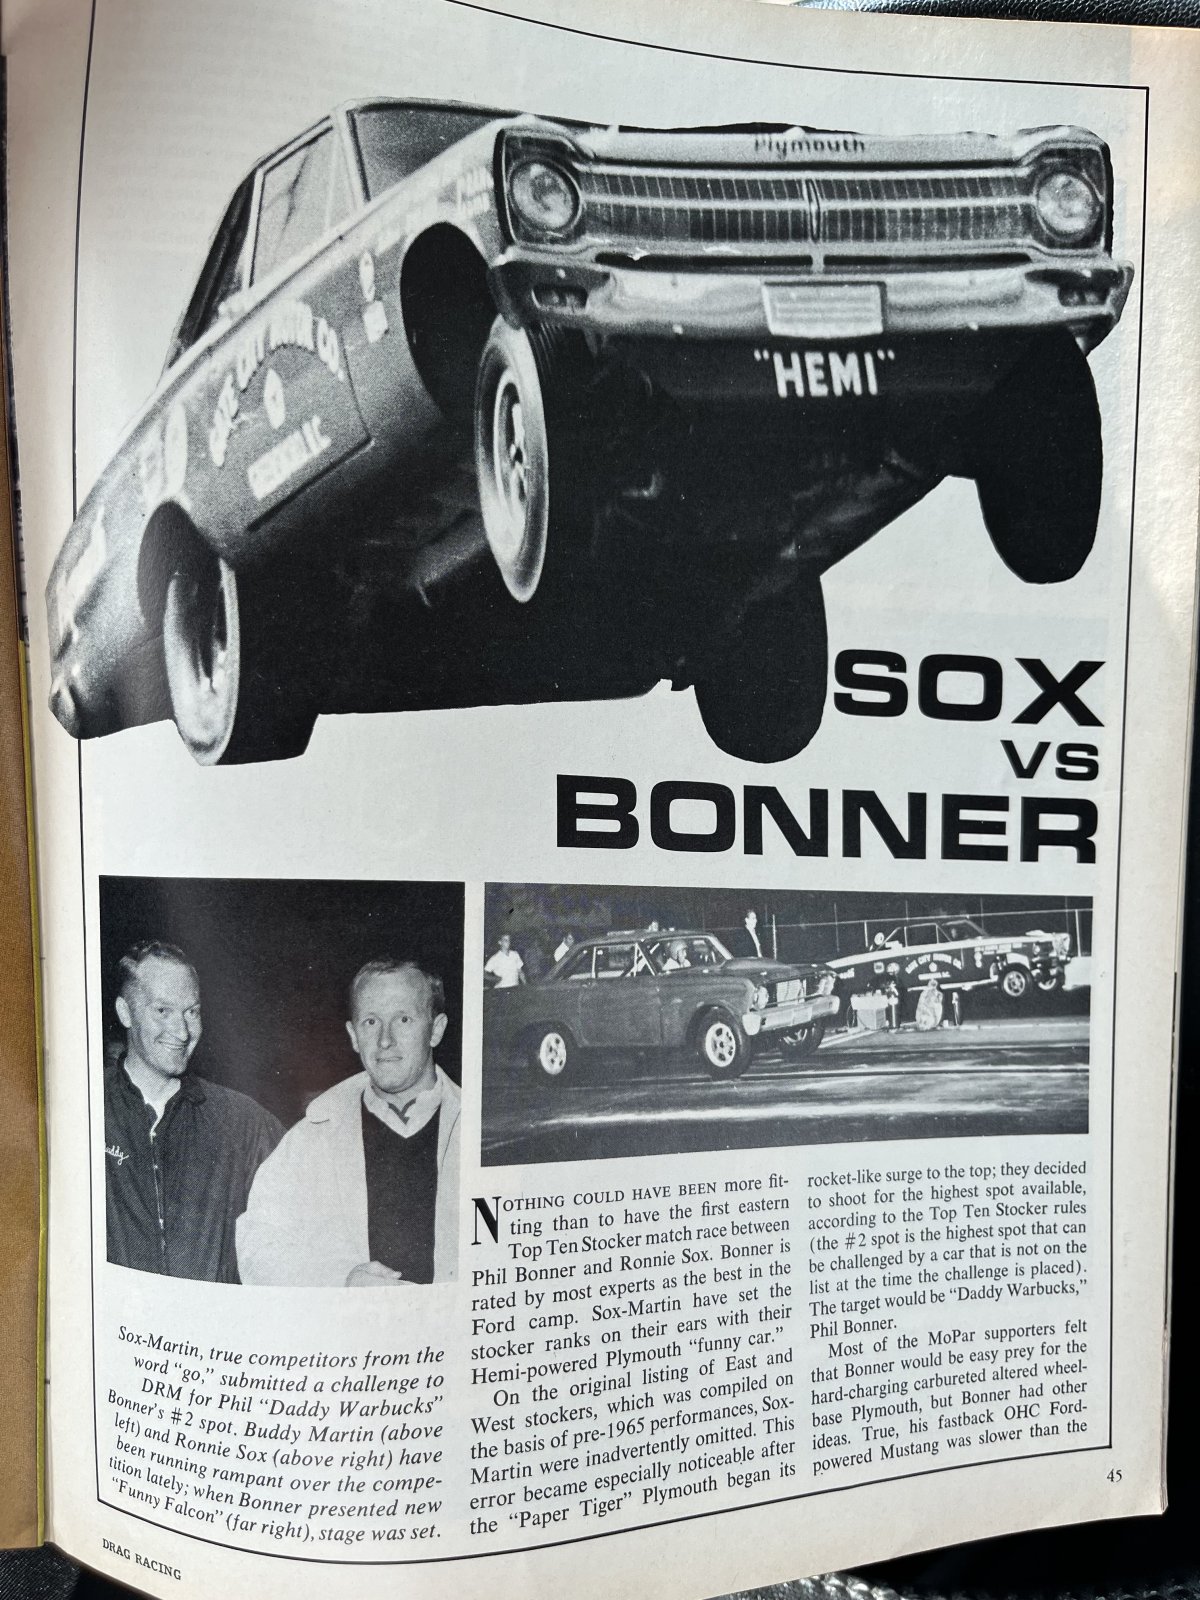 Plymouth
"HEMI"
SOX
VS
BONNER
uddy
Sox-Martin, true competitors from the
word "go," submitted a challenge to
DRM for Phil "Daddy Warbucks"
Bonner's #2 spot. Buddy Martin (above
left) and Ronnie Sox (above right) have
been running rampant over the compe-
tition lately; when Bonner presented new
"Funny Falcon" (far right), stage was set.
NOTHING COULD HAVE BEEN more fit-
ting than to have the first eastern
Top Ten Stocker match race between
Phil Bonner and Ronnie Sox. Bonner is
rated by most experts as the best in the
Ford camp. Sox-Martin have set the
stocker ranks on their ears with their
Hemi-powered Plymouth "funny car."
On the original listing of East and
West stockers, which was compiled on
the basis of pre-1965 performances, Sox-
Martin were inadvertently omitted. This
error became especially noticeable after
the "Paper Tiger" Plymouth began its
rocket-like surge to the top; they decided
to shoot for the highest spot available,
according to the Top Ten Stocker rules
(the #2 spot is the highest spot that can
be challenged by a car that is not on the
list at the time the challenge is placed).
The target would be "Daddy Warbucks,"
Phil Bonner.
Most of the MoPar supporters felt
that Bonner would be easy prey for the
hard-charging carbureted altered wheel-
base Plymouth, but Bonner had other
ideas. True, his fastback OHC Ford-
powered Mustang was slower than the
45
DRAG RACING